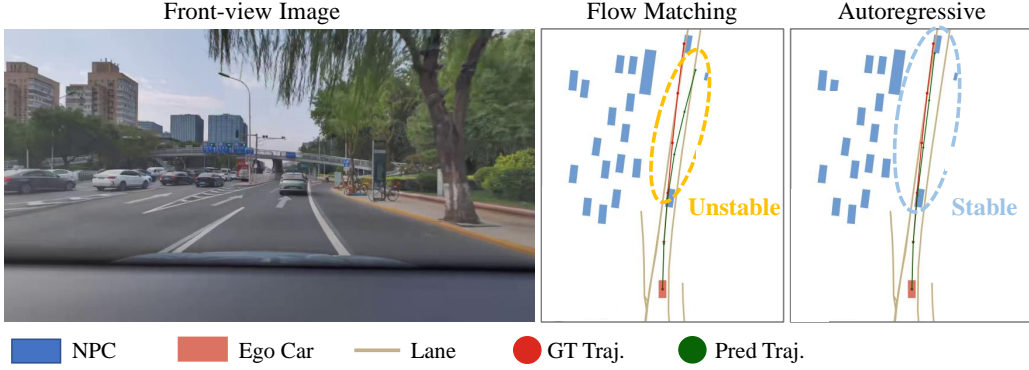 Front-view Image
Flow Matching
Autoregressive
Unstable
Stable
NPC
Ego Car
Lane
GT Traj.
Pred Traj.